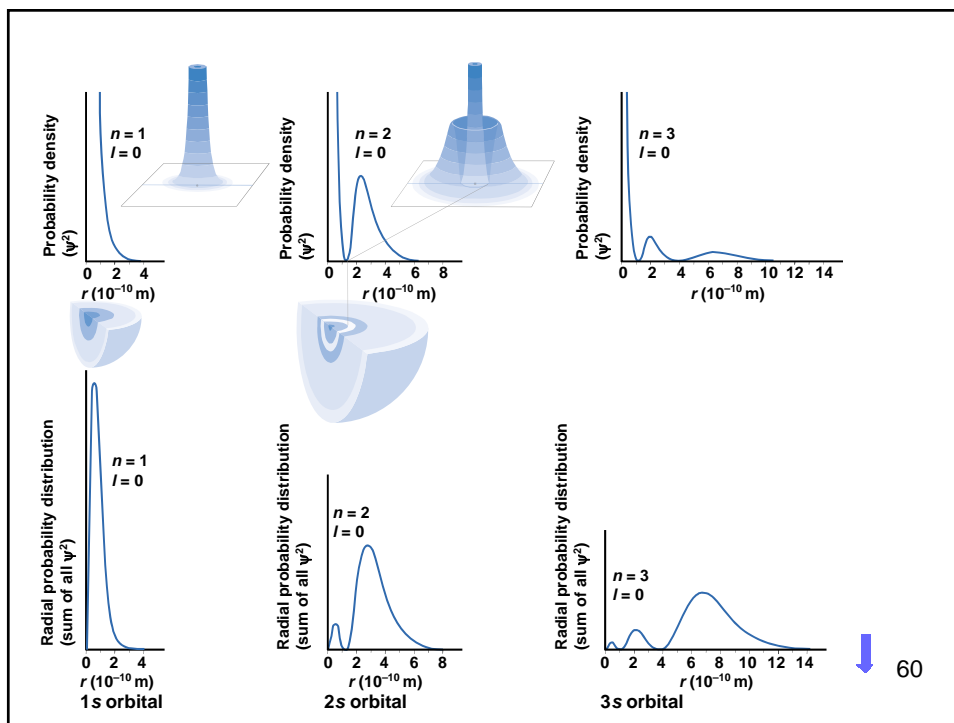 Probability density
(ψ²)
n = 1
l = 0
0 2 4
r (10⁻¹⁰ m)
Probability density
(ψ²)
n = 2
l = 0
0 2 4 6 8
r (10⁻¹⁰ m)
Probability density
(ψ²)
n = 3
l = 0
0 2 4 6 8 10 12 14
r (10⁻¹⁰ m)
Radial probability distribution
(sum of all ψ²)
n = 1
l = 0
0 2 4
r (10⁻¹⁰ m)
1s orbital
Radial probability distribution
(sum of all ψ²)
n = 2
l = 0
0 2 4 6 8
r (10⁻¹⁰ m)
2s orbital
Radial probability distribution
(sum of all ψ²)
n = 3
l = 0
0 2 4 6 8 10 12 14
r (10⁻¹⁰ m)
3s orbital
60